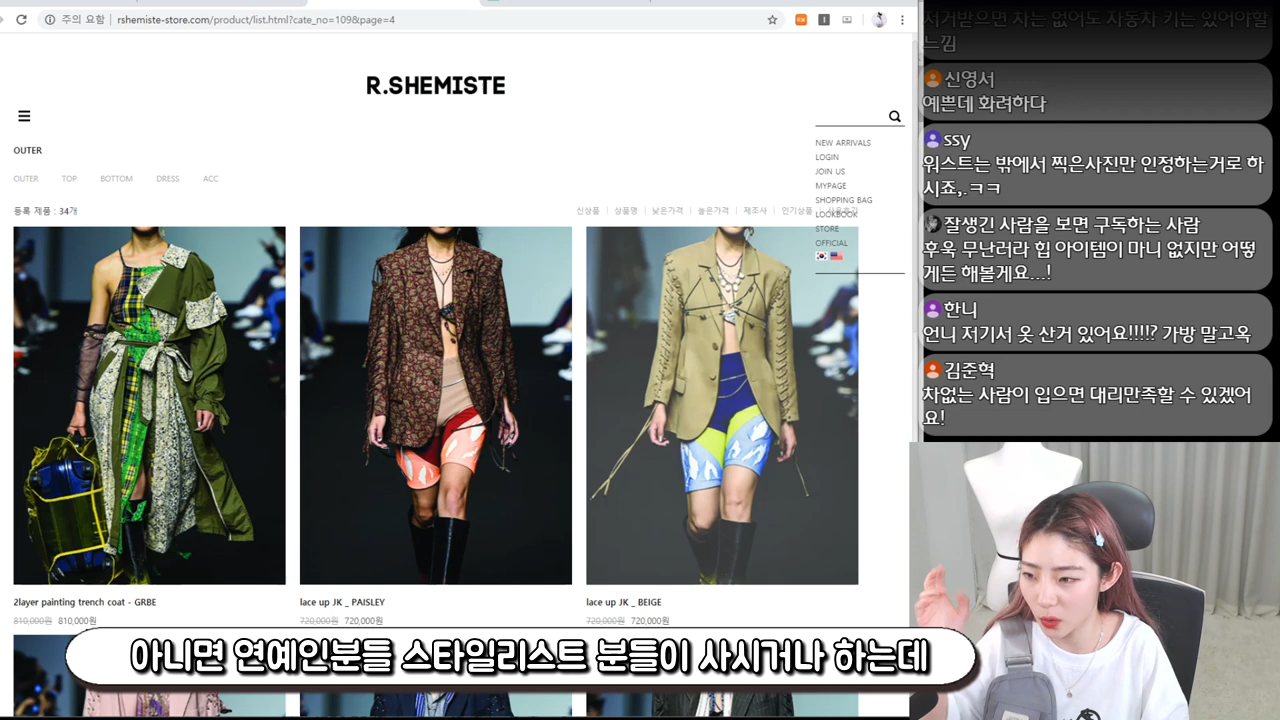 주의 요함
rshemiste-store.com/product/list.html?cate_no=109&page=4
R.SHEMISTE
OUTER
OUTER TOP BOTTOM DRESS ACC
등록 제품 : 34개
신상품 | 상품명 | 낮은가격 | 높은가격 | 제조사 | 인기상품 | 사용후기
NEW ARRIVALS
LOGIN
JOIN US
MYPAGE
SHOPPING BAG
LOOKBOOK
STORE
OFFICIAL
2layer painting trench coat - GRBE
810,000원 810,000원
lace up JK _ PAISLEY
720,000원 720,000원
lace up JK _ BEIGE
720,000원 720,000원
저거받으면 차는 없어도 자동차 키는 있어야할
느낌
신영서
예쁜데 화려하다
ssy
워스트는 밖에서 찍은사진만 인정하는거로 하
시죠,.ㅋㅋ
잘생긴 사람을 보면 구독하는 사람
후욱 무난러라 힙 아이템이 마니 없지만 어떻
게든 해볼게요...!
한니
언니 저기서 옷 산거 있어요!!!!? 가방 말고옥
김준혁
차없는 사람이 입으면 대리만족할 수 있겠어
요!
아니면 연예인분들 스타일리스트 분들이 사시거나 하는데